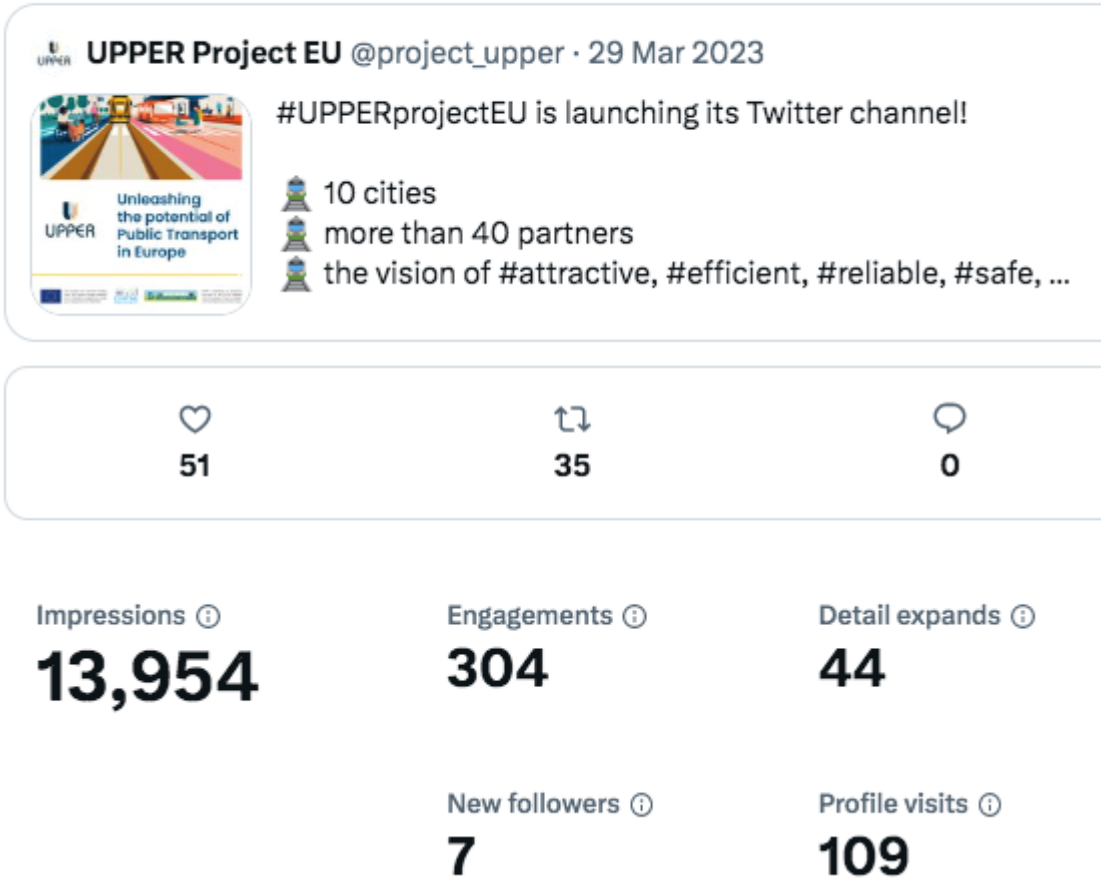 UPPER Project EU @project_upper · 29 Mar 2023
#UPPERprojectEU is launching its Twitter channel!
🚊 10 cities
🚊 more than 40 partners
🚊 the vision of #attractive, #efficient, #reliable, #safe, ...
UPPER
UPPER
Unleashing
the potential of
Public Transport
in Europe
51
35
0
Impressions
13,954
Engagements
304
Detail expands
44
New followers
7
Profile visits
109